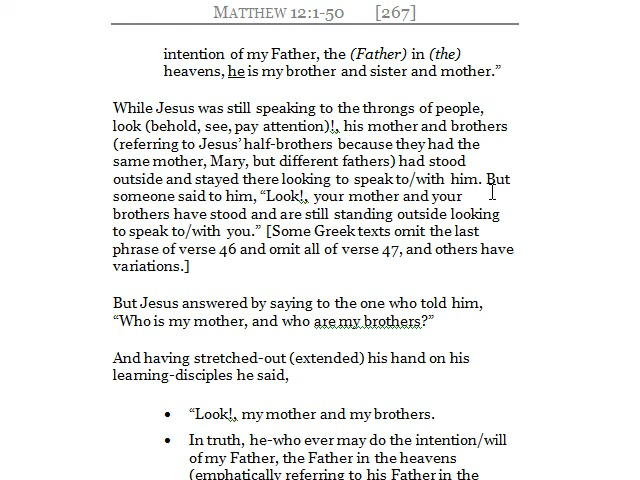 MATTHEW 12:1-50 [267]
intention of my Father, the (Father) in (the)
heavens, he is my brother and sister and mother.”
While Jesus was still speaking to the throngs of people,
look (behold, see, pay attention)!, his mother and brothers
(referring to Jesus’ half-brothers because they had the
same mother, Mary, but different fathers) had stood
outside and stayed there looking to speak to/with him. But
someone said to him, “Look!, your mother and your
brothers have stood and are still standing outside looking
to speak to/with you.” [Some Greek texts omit the last
phrase of verse 46 and omit all of verse 47, and others have
variations.]
But Jesus answered by saying to the one who told him,
“Who is my mother, and who are my brothers?”
And having stretched-out (extended) his hand on his
learning-disciples he said,
• “Look!, my mother and my brothers.
• In truth, he-who ever may do the intention/will
of my Father, the Father in the heavens
(emphatically referring to his Father in the